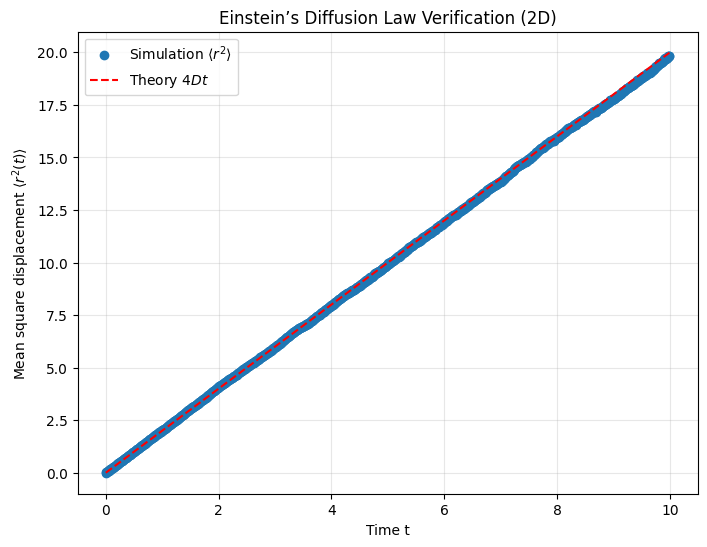 Einstein’s Diffusion Law Verification (2D)
Simulation ⟨r²⟩
Theory 4Dt
20.0
17.5
15.0
12.5
10.0
7.5
5.0
2.5
0.0
Mean square displacement ⟨r²(t)⟩
0 2 4 6 8 10
Time t